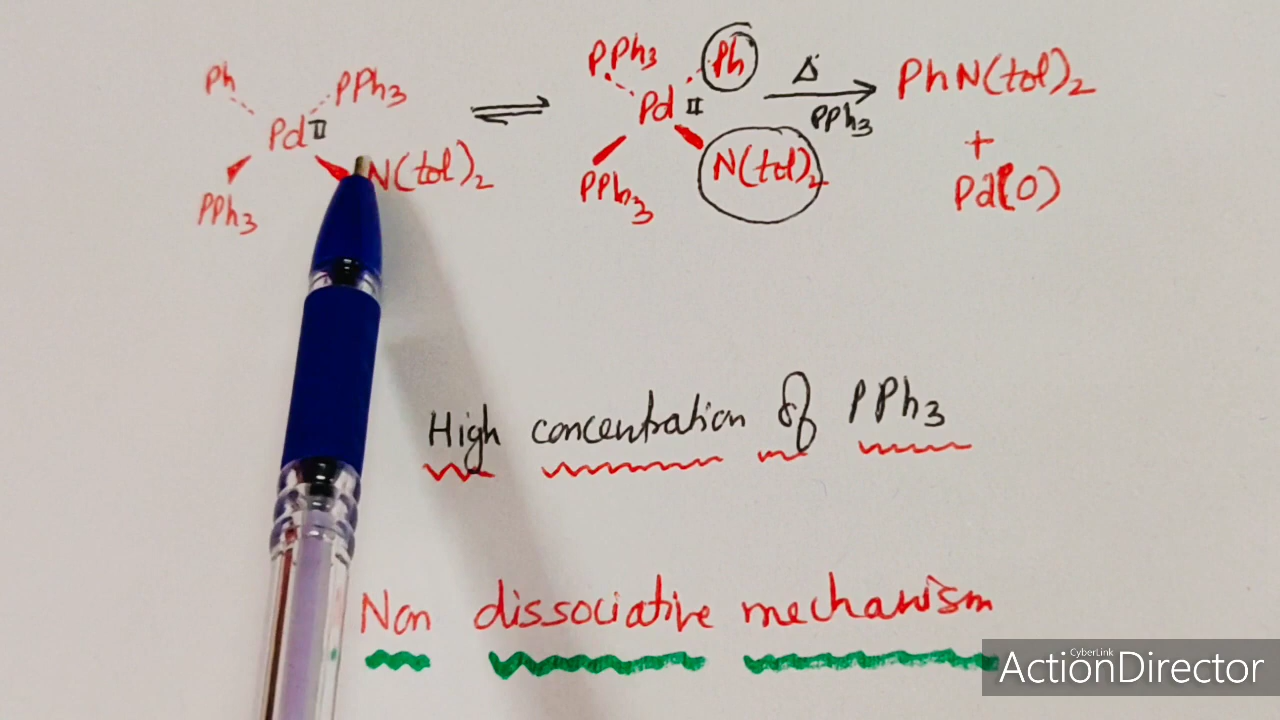 Ph PPh₃ Pd II PPh₃ N(tol)₂ ⇌ PPh₃ Ph Pd II PPh₃ N(tol)₂ Δ → PPh₃ PhN(tol)₂
+
Pd(0)
High concentration of PPh₃
Non dissociative mechanism
CyberLink
ActionDirector